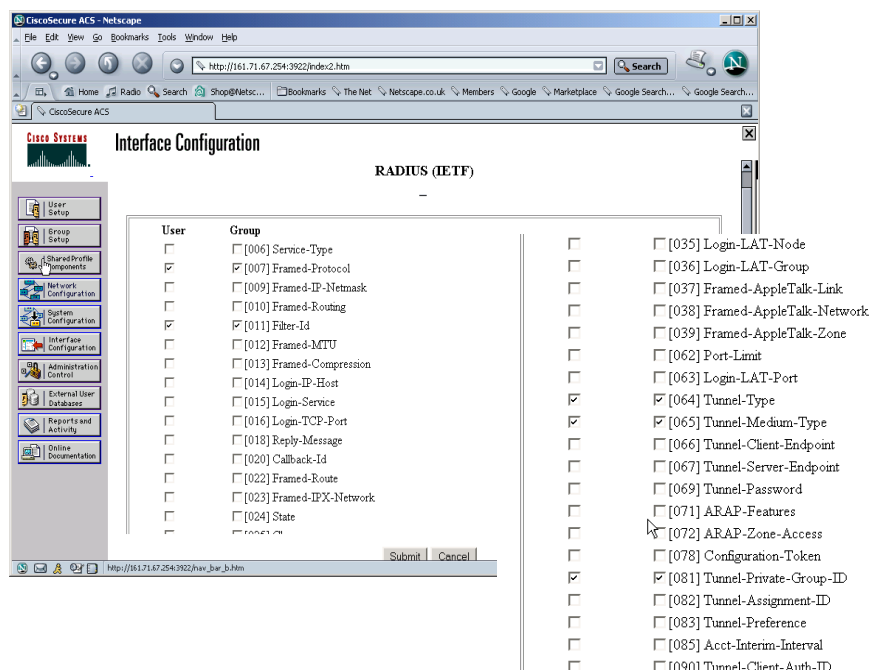 CiscoSecure ACS - Netscape
File Edit View Go Bookmarks Tools Window Help
http://161.71.67.254:3922/index2.htm
Search
Home Radio Search Shop@Netsc... Bookmarks The Net Netscape.co.uk Members Google Marketplace Google Search... Google Search...
CiscoSecure ACS
CISCO SYSTEMS
Interface Configuration
RADIUS (IETF)
User Setup
Group Setup
Shared Profile Components
Network Configuration
System Configuration
Interface Configuration
Administration Control
External User Databases
Reports and Activity
Online Documentation
User Group
[006] Service-Type
[007] Framed-Protocol
[009] Framed-IP-Netmask
[010] Framed-Routing
[011] Filter-Id
[012] Framed-MTU
[013] Framed-Compression
[014] Login-IP-Host
[015] Login-Service
[016] Login-TCP-Port
[018] Reply-Message
[020] Callback-Id
[022] Framed-Route
[023] Framed-IPX-Network
[024] State
Submit Cancel
http://161.71.67.254:3922/nav_bar_b.htm
[035] Login-LAT-Node
[036] Login-LAT-Group
[037] Framed-AppleTalk-Link
[038] Framed-AppleTalk-Network
[039] Framed-AppleTalk-Zone
[062] Port-Limit
[063] Login-LAT-Port
[064] Tunnel-Type
[065] Tunnel-Medium-Type
[066] Tunnel-Client-Endpoint
[067] Tunnel-Server-Endpoint
[069] Tunnel-Password
[071] ARAP-Features
[072] ARAP-Zone-Access
[078] Configuration-Token
[081] Tunnel-Private-Group-ID
[082] Tunnel-Assignment-ID
[083] Tunnel-Preference
[085] Acct-Interim-Interval
[090] Tunnel-Client-Auth-ID